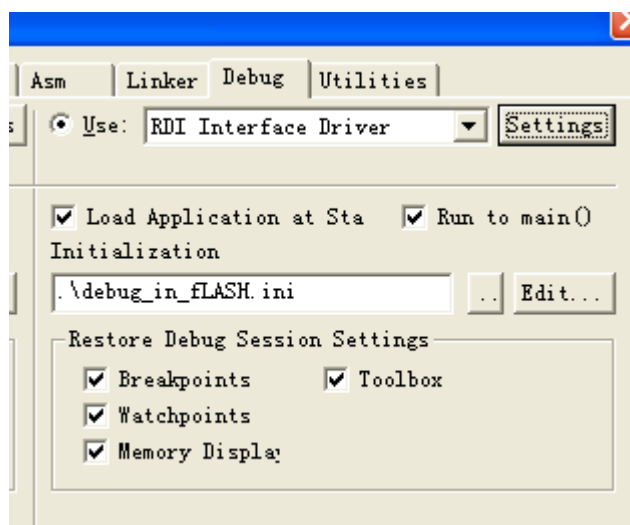 Asm Linker Debug Utilities
s Use: RDI Interface Driver Settings
Load Application at Sta Run to main()
Initialization
.\debug_in_fLASH.ini .. Edit...
Restore Debug Session Settings
Breakpoints Toolbox
Watchpoints
Memory Display